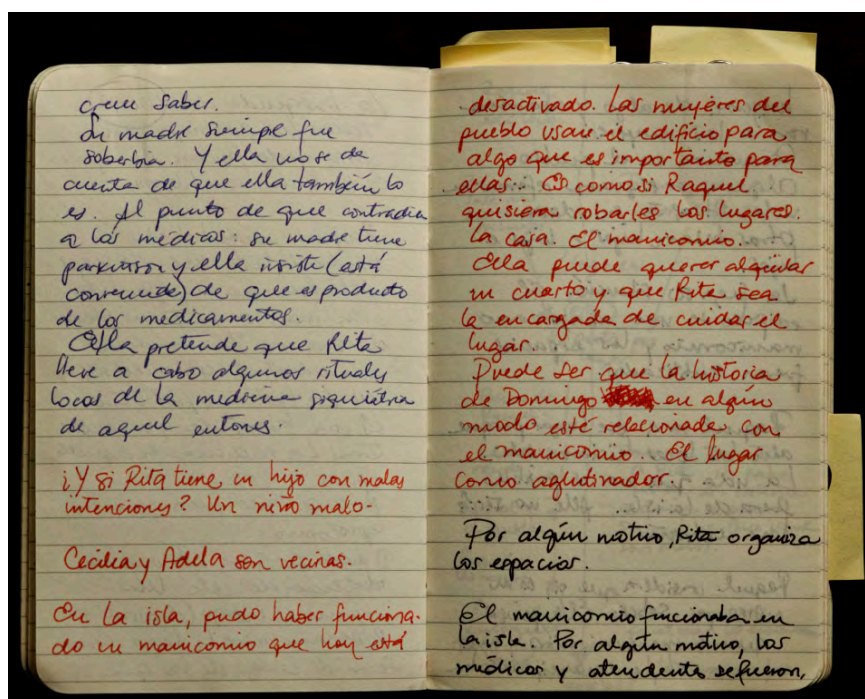 creen saber.
Su madre siempre fue
soberbia. Y ella no se da
cuenta de que ella también lo
es. Al punto de que contradice
a los médicos: su madre tiene
parkinson y ella insiste (está
convencida) de que es producto
de los medicamentos.
Ella pretende que Rita
lleve a cabo algunos rituales
locos de la medicina siquiátrica
de aquel entonces.
¿Y si Rita tiene un hijo con malas
intenciones? Un niño malo.
Cecilia y Adela son vecinas.
En la isla, pudo haber funciona-
do un manicomio que hoy está
desactivado. Las mujeres del
pueblo usan el edificio para
algo que es importante para
ellas. Es como si Raquel
quisiera robarles los lugares.
La casa. El manicomio.
Ella puede querer alquilar
un cuarto y que Rita sea
la encargada de cuidar el
lugar.
Puede ser que la historia
de Domingo en algún
modo esté relacionada con
el manicomio. El lugar
como aglutinador.
Por algún motivo, Rita organiza
los espacios.
El manicomio funcionaba en
la isla. Por algún motivo, los
médicos y atendentes se fueron,